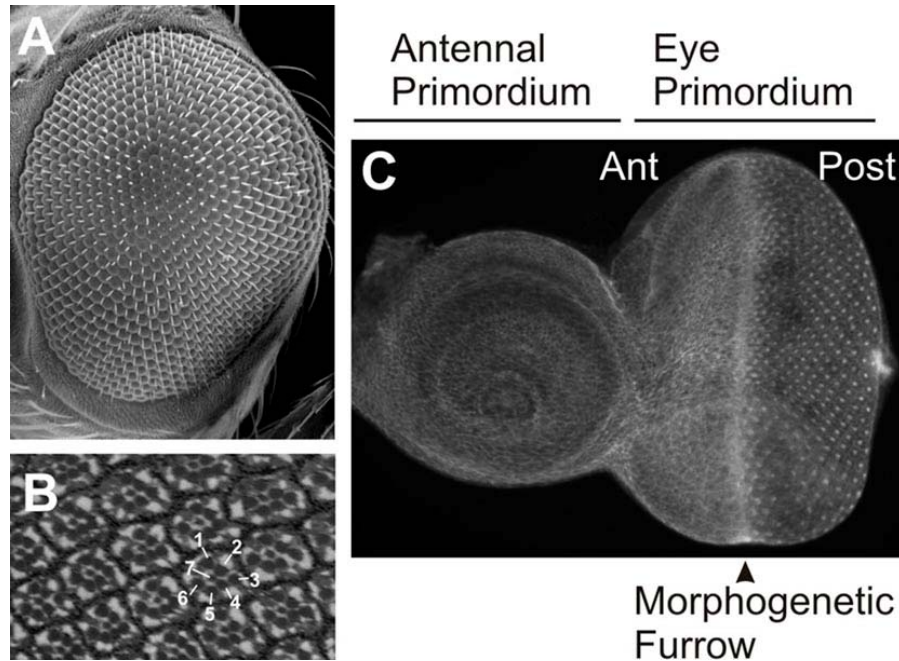 A
Antennal
Primordium
Eye
Primordium
C
Ant
Post
B
1
2
7
3
6
4
5
Morphogenetic
Furrow